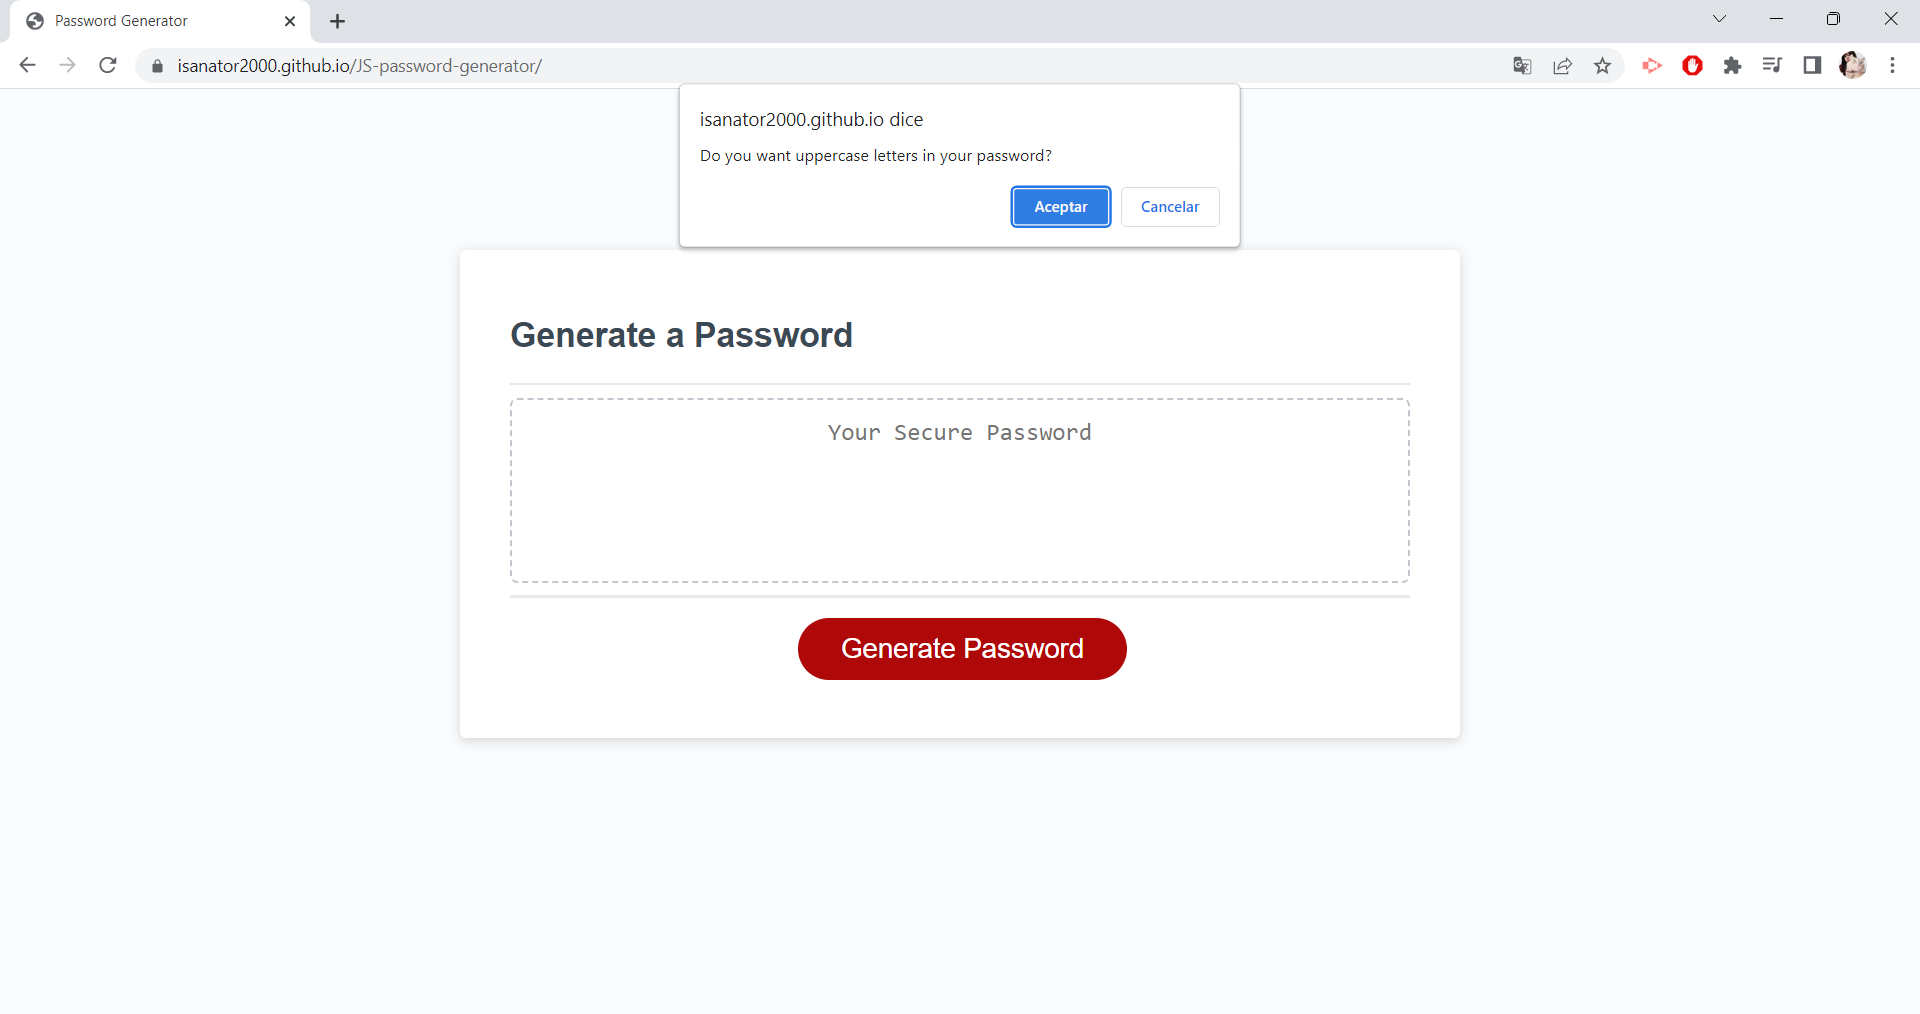 Password Generator
isanator2000.github.io/JS-password-generator/
isanator2000.github.io dice
Do you want uppercase letters in your password?
Aceptar
Cancelar
Generate a Password
Your Secure Password
Generate Password